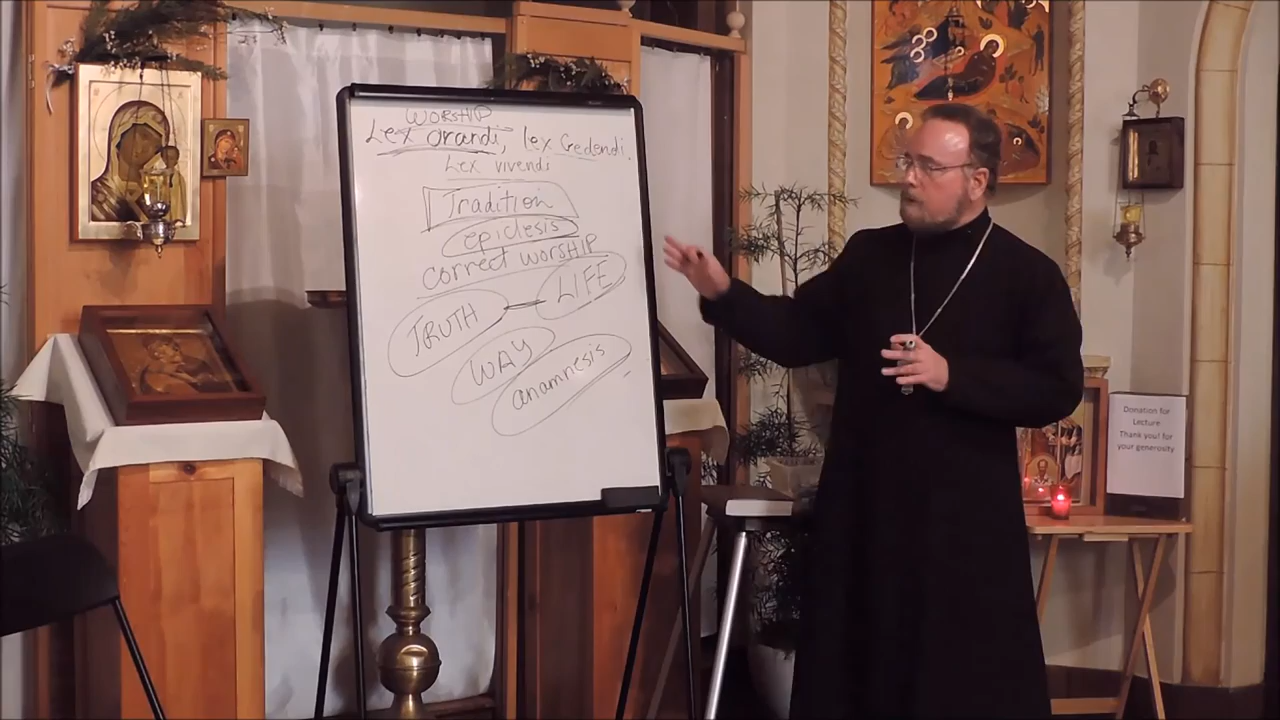 WORSHIP
Lex orandi, lex Credendi.
Lex vivendi
Tradition
epiclesis
correct worship
TRUTH — LIFE
WAY
anamnesis
Donation for
Lecture
Thank you! for
your generosity